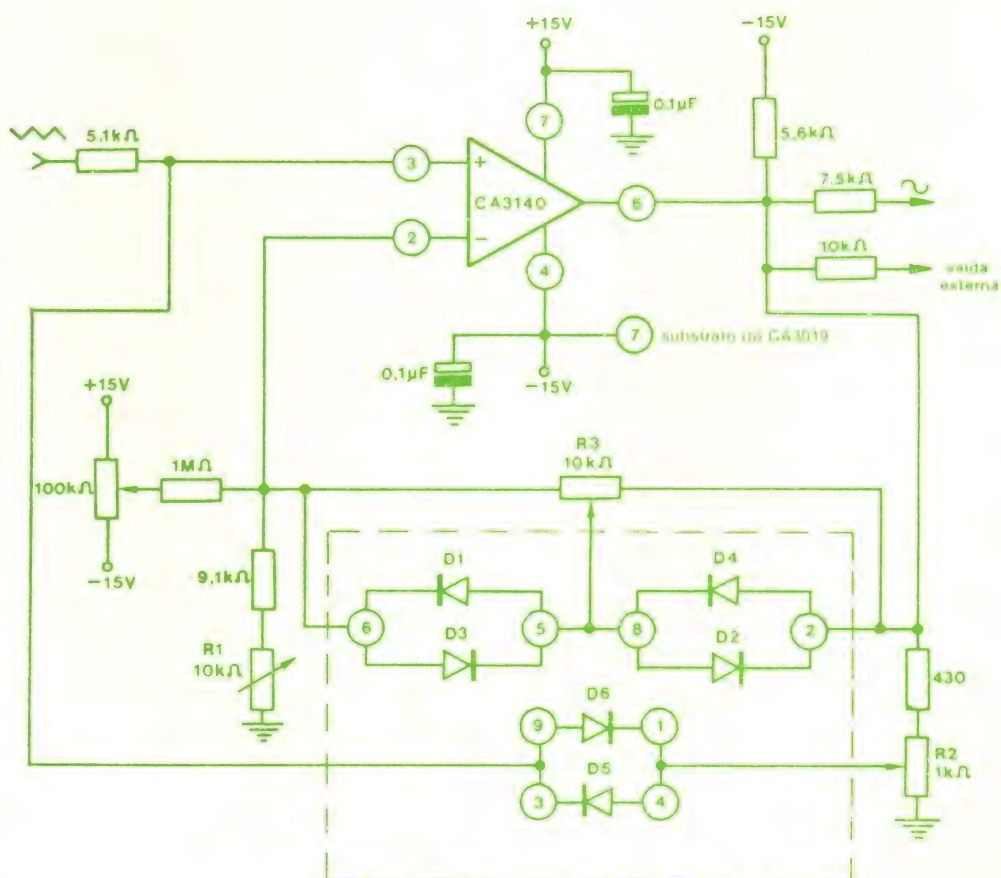 +15V
-15V
0,1µF
5,1kΩ
7
5,6kΩ
3
+
7,5kΩ
CA3140
6
2
-
10kΩ
4
saída
externa
7
substrato do CA3019
0,1µF
-15V
+15V
R3
10kΩ
1MΩ
100kΩ
D1
D4
-15V
9,1kΩ
6
5
8
2
D3
D2
R1
10kΩ
430
D6
9
1
R2
1kΩ
D5
3
4